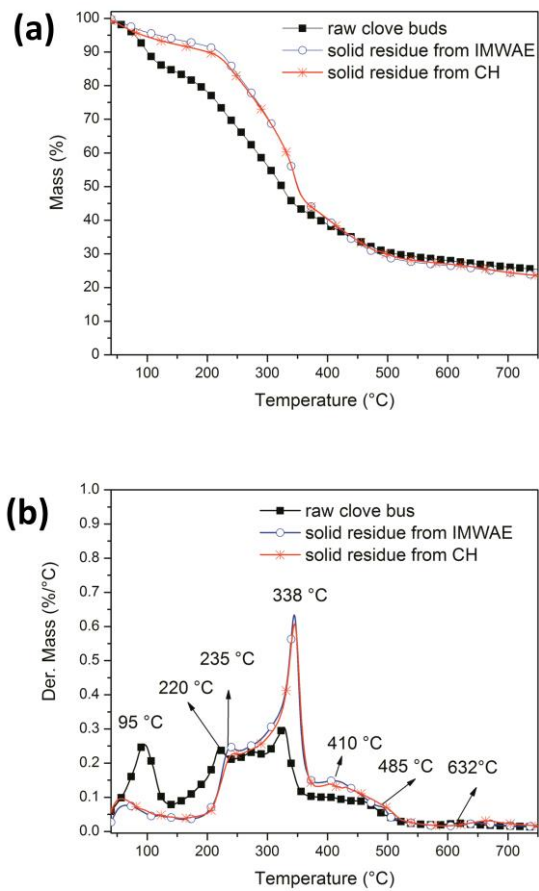 (a)
raw clove buds
solid residue from IMWAE
solid residue from CH
100
90
80
70
60
50
40
30
20
10
0
Mass (%)
100 200 300 400 500 600 700
Temperature (°C)
(b)
raw clove bus
solid residue from IMWAE
solid residue from CH
1.0
0.9
0.8
0.7
0.6
0.5
0.4
0.3
0.2
0.1
0.0
Der. Mass (%/°C)
338 °C
235 °C
220 °C
95 °C
410 °C
485 °C
632°C
100 200 300 400 500 600 700
Temperature (°C)